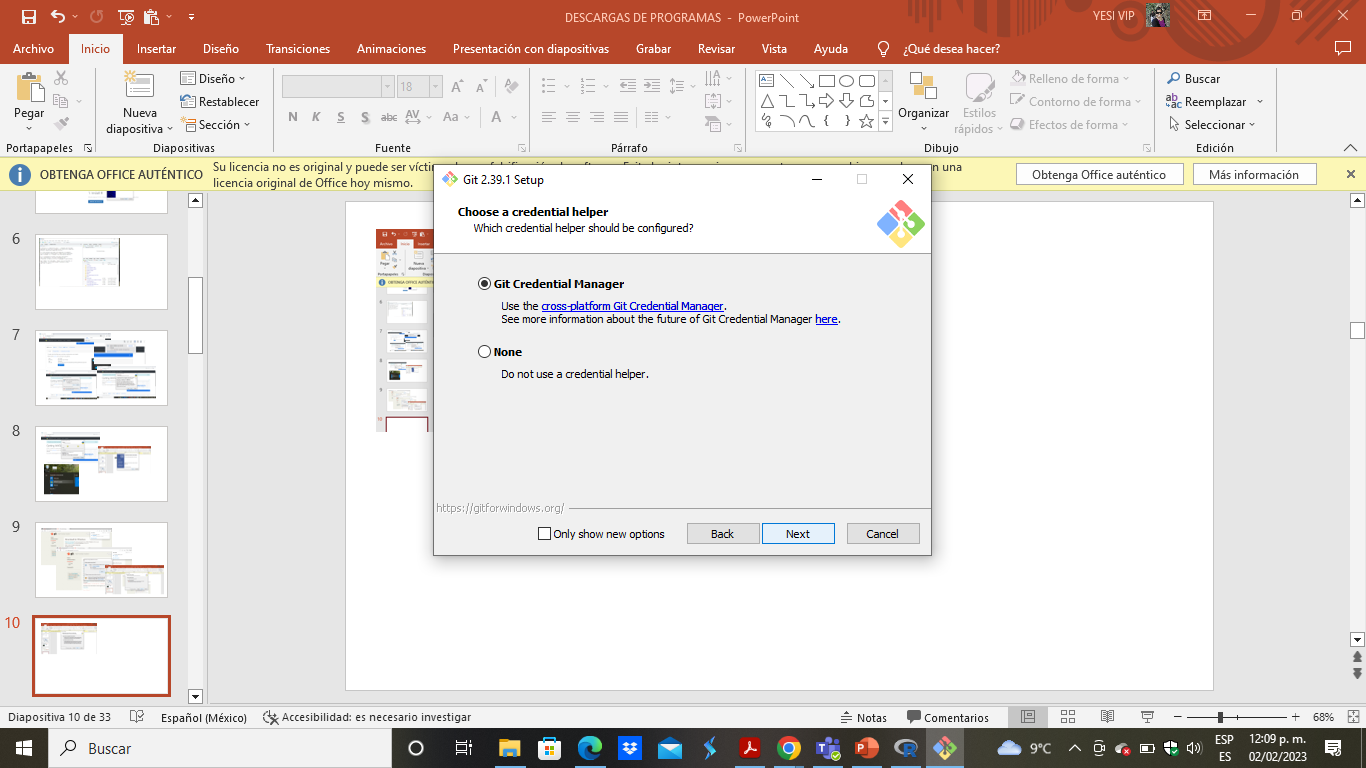 DESCARGAS DE PROGRAMAS - PowerPoint
YESI VIP
Archivo Inicio Insertar Diseño Transiciones Animaciones Presentación con diapositivas Grabar Revisar Vista Ayuda ¿Qué desea hacer?
Pegar
Nueva diapositiva
Diseño
Restablecer
Sección
18
N K S S abc AV Aa A
Organizar
Estilos rápidos
Relleno de forma
Contorno de forma
Efectos de forma
Buscar
Reemplazar
Seleccionar
Portapapeles Diapositivas Fuente Párrafo Dibujo Edición
OBTENGA OFFICE AUTÉNTICO
Su licencia no es original y puede ser
licencia original de Office hoy mismo.
una
Obtenga Office auténtico
Más información
6
7
8
9
10
Git 2.39.1 Setup
Choose a credential helper
Which credential helper should be configured?
Git Credential Manager
Use the cross-platform Git Credential Manager.
See more information about the future of Git Credential Manager here.
None
Do not use a credential helper.
https://gitforwindows.org/
Only show new options
Back
Next
Cancel
Diapositiva 10 de 33
Español (México)
Accesibilidad: es necesario investigar
Notas
Comentarios
68%
Buscar
9°C
ESP
ES
12:09 p. m.
02/02/2023